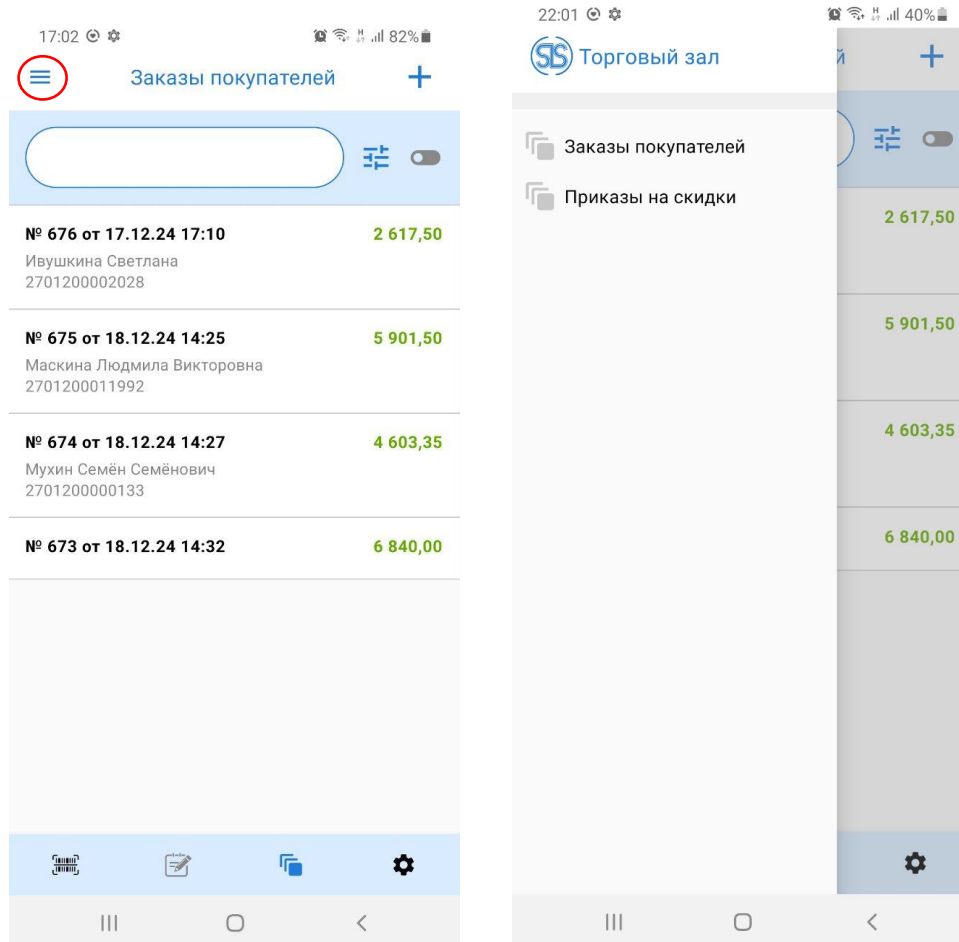 17:02 82%
Заказы покупателей
№ 676 от 17.12.24 17:10 2 617,50
Ивушкина Светлана
2701200002028
№ 675 от 18.12.24 14:25 5 901,50
Маскина Людмила Викторовна
2701200011992
№ 674 от 18.12.24 14:27 4 603,35
Мухин Семён Семёнович
2701200000133
№ 673 от 18.12.24 14:32 6 840,00
22:01 40%
SIS Торговый зал й
Заказы покупателей
Приказы на скидки
2 617,50
5 901,50
4 603,35
6 840,00